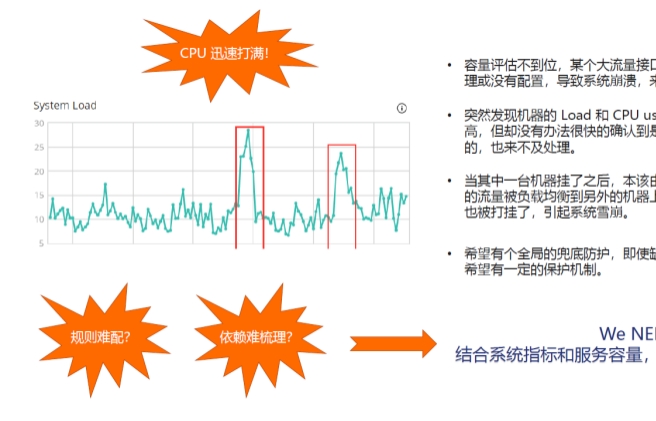 CPU 迅速打满！
System Load
30
25
20
15
10
5
规则难配？
依赖难梳理？
• 容量评估不到位，某个大流量接口
理或没有配置，导致系统崩溃，来
• 突然发现机器的 Load 和 CPU us
高，但却没有办法很快的确认到是
的，也来不及处理。
• 当其中一台机器挂了之后，本该由
的流量被负载均衡到另外的机器上
也被打挂了，引起系统雪崩。
• 希望有个全局的兜底防护，即使缺
希望有一定的保护机制。
We NE
结合系统指标和服务容量，